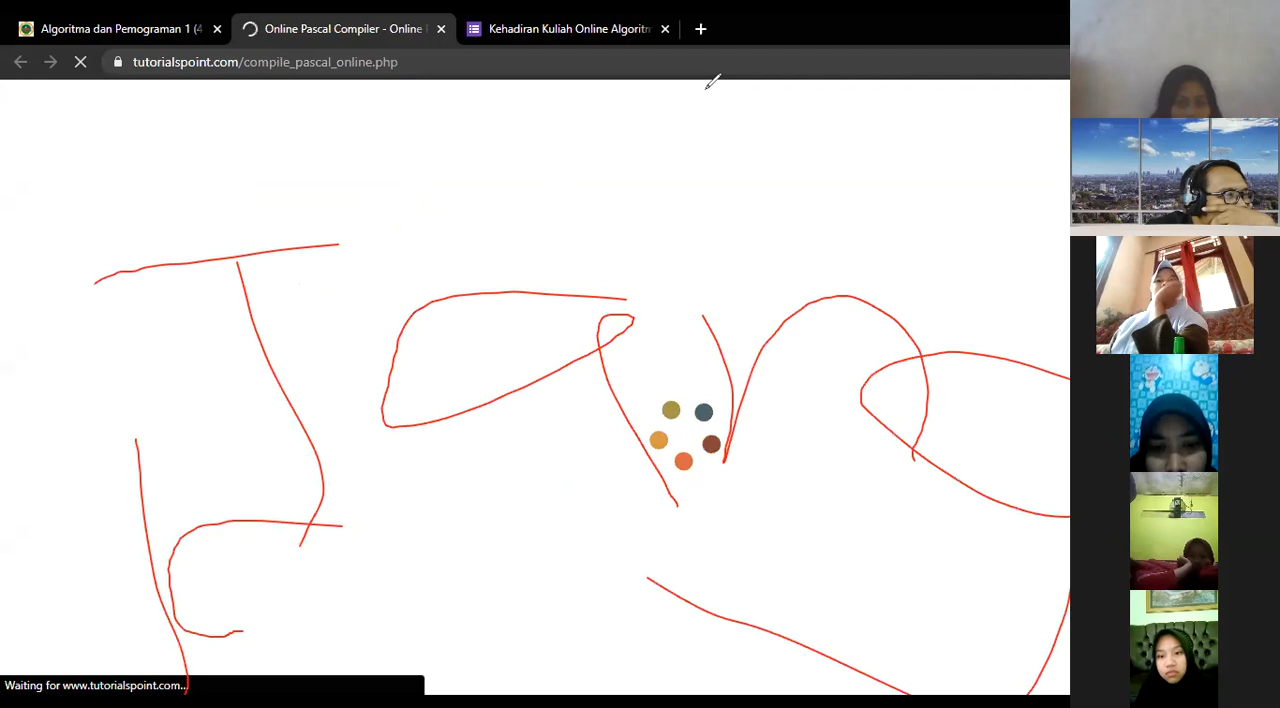 Algoritma dan Pemograman 1 (4
Online Pascal Compiler - Online
Kehadiran Kuliah Online Algoritm
tutorialspoint.com/compile_pascal_online.php
Waiting for www.tutorialspoint.com...